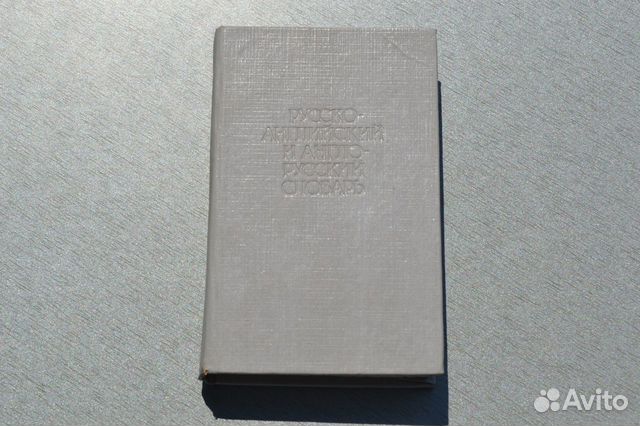 РУССКО-
АНГЛИЙСКИЙ
И АНГЛО-
РУССКИЙ
СЛОВАРЬ
Avito